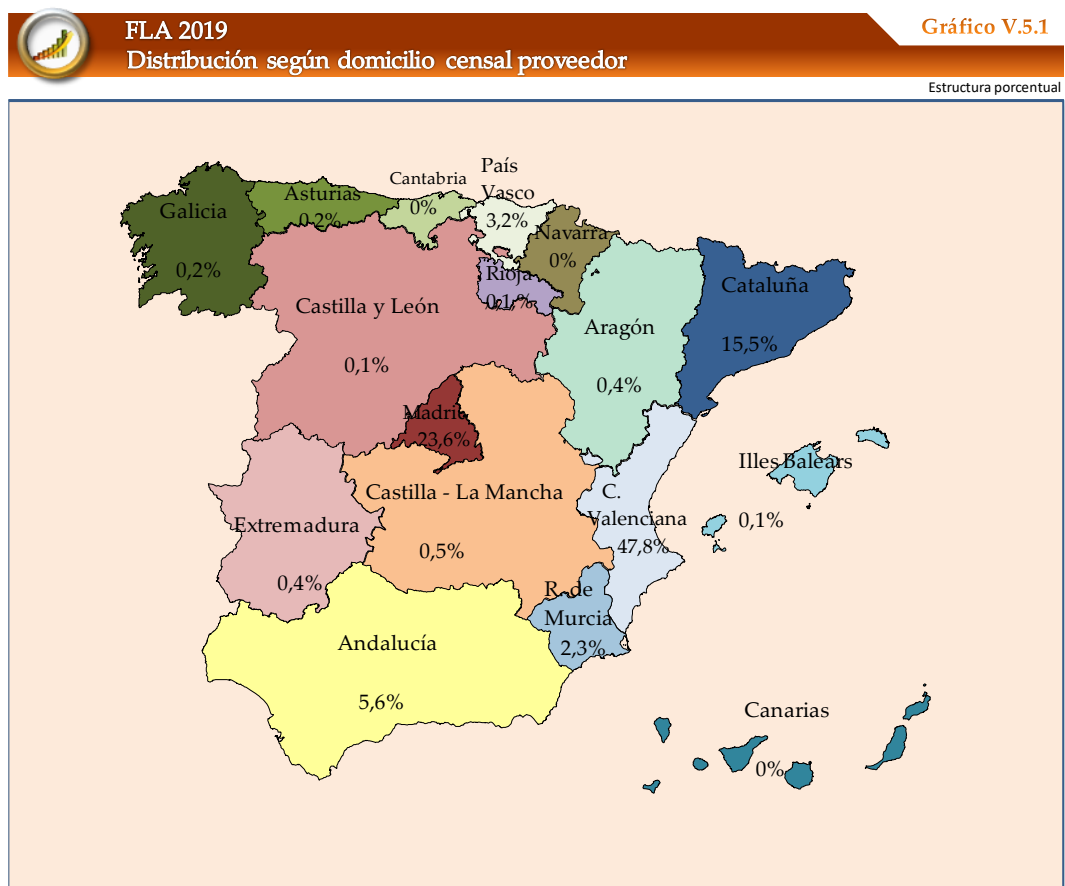 FLA 2019
Gráfico V.5.1
Distribución según domicilio censal proveedor
Estructura porcentual
País
Vasco
3,2%
Cantabria
0%
Asturias
0,2%
Galicia
0,2%
Navarra
0%
Rioja
0,1%
Castilla y León
0,1%
Cataluña
15,5%
Aragón
0,4%
Madrid
23,6%
Illes Balears
0,1%
Castilla - La Mancha
0,5%
C.
Valenciana
47,8%
Extremadura
0,4%
R. de
Murcia
2,3%
Andalucía
5,6%
Canarias
0%